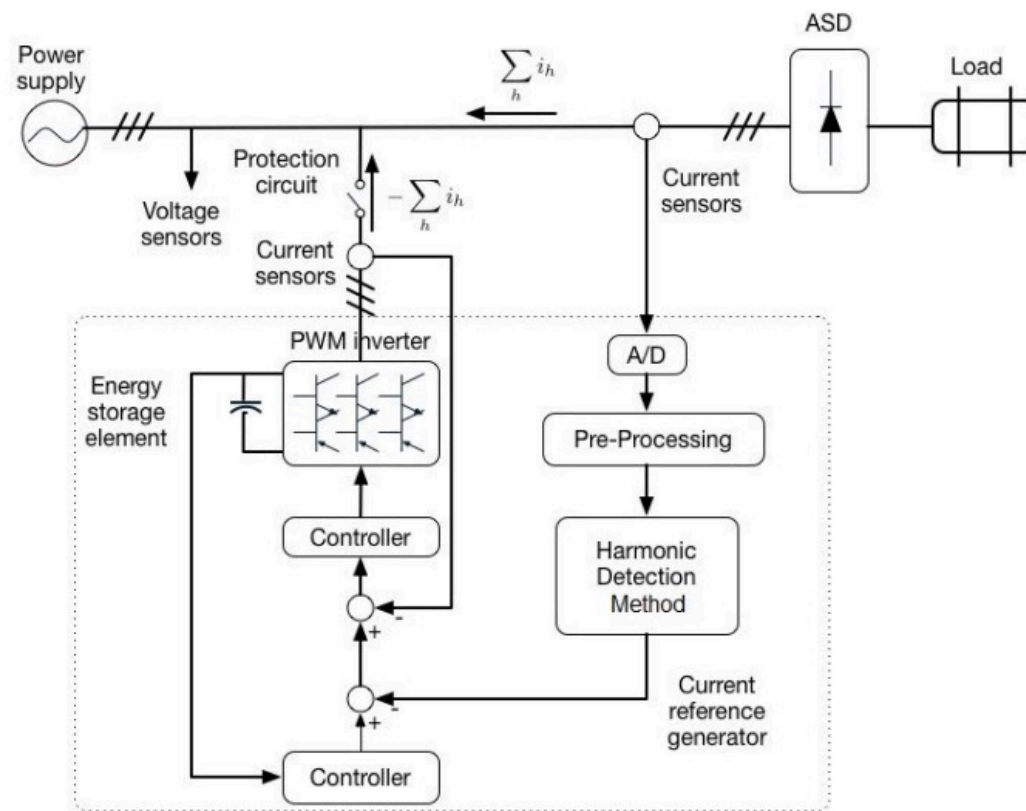 ASD
Power
supply
∑ i_h
h
Load
Protection
circuit
− ∑ i_h
h
Current
sensors
Voltage
sensors
Current
sensors
PWM inverter
A/D
Energy
storage
element
Pre-Processing
Controller
Harmonic
Detection
Method
-
+
-
+
Current
reference
generator
Controller